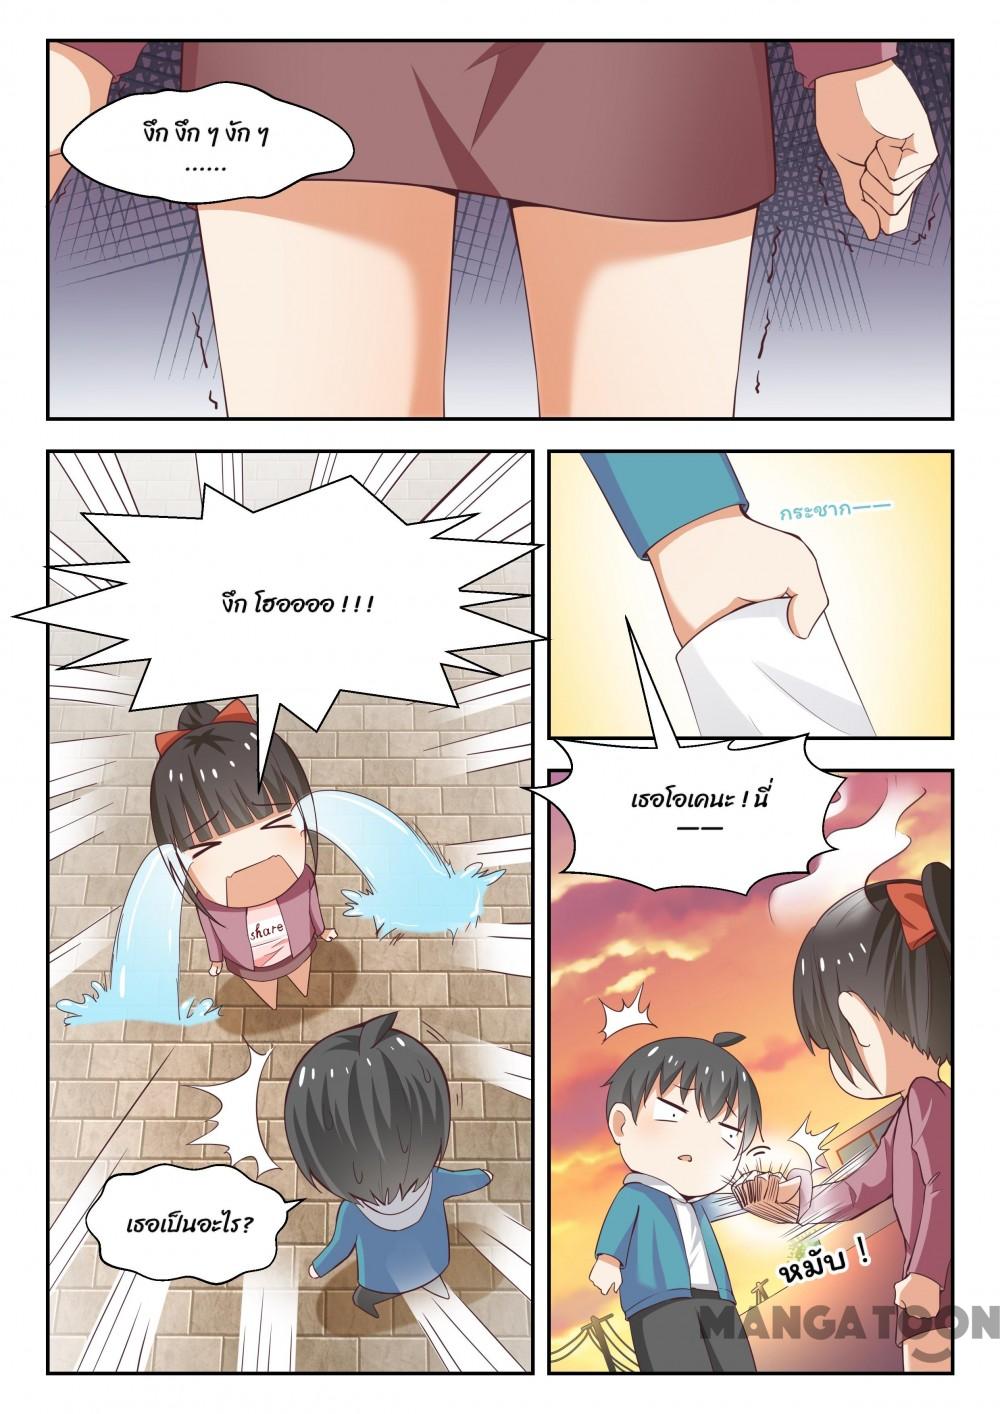 งึก งึก ๆ งัก ๆ
......
งึก โฮออออ ! ! !
share
เธอเป็นอะไร?
กระชาก——
เธอโอเคนะ ! นี่
——
หมับ !
MANGATOON